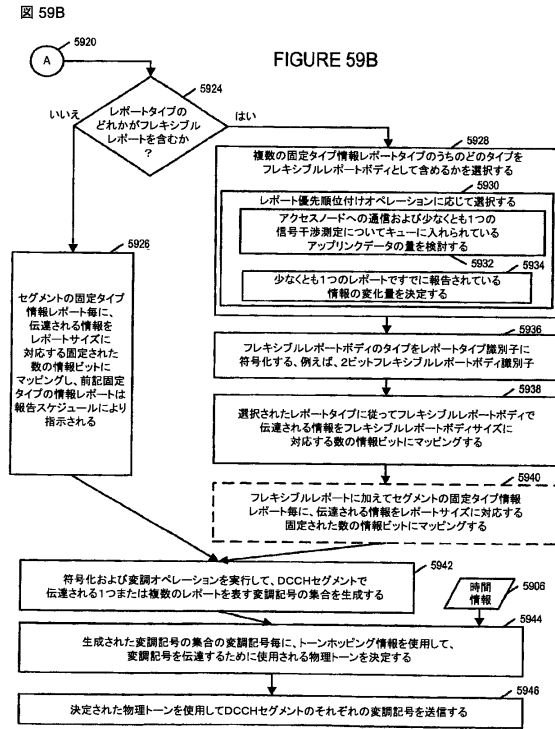 図 59B
FIGURE 59B
5920
A
5924
レポートタイプの
どれかがフレキシブル
レポートを含むか
?
いいえ
はい
5928
複数の固定タイプ情報レポートタイプのうちのどのタイプを
フレキシブルレポートボディとして含めるかを選択する
5930
レポート優先順位付けオペレーションに応じて選択する
アクセスノードへの通信および少なくとも1つの
信号干渉測定についてキューに入れられている
アップリンクデータの量を検討する
5932
5934
少なくとも1つのレポートですでに報告されている
情報の変化量を決定する
5926
セグメントの固定タイプ
情報レポート毎に、
伝達される情報を
レポートサイズに
対応する固定された
数の情報ビットに
マッピングし、前記固定
タイプの情報レポートは
報告スケジュールにより
指示される
5936
フレキシブルレポートボディのタイプをレポートタイプ識別子に
符号化する、例えば、2ビットフレキシブルレポートボディ識別子
5938
選択されたレポートタイプに従ってフレキシブルレポートボディで
伝達される情報をフレキシブルレポートボディサイズに
対応する数の情報ビットにマッピングする
5940
フレキシブルレポートに加えてセグメントの固定タイプ情報
レポート毎に、伝達される情報をレポートサイズに対応する
固定された数の情報ビットにマッピングする
5942
符号化および変調オペレーションを実行して、DCCHセグメントで
伝達される1つまたは複数のレポートを表す変調記号の集合を生成する
時間
情報
5906
5944
生成された変調記号の集合の変調記号毎に、トーンホッピング情報を使用して、
変調記号を伝達するために使用される物理トーンを決定する
5946
決定された物理トーンを使用してDCCHセグメントのそれぞれの変調記号を送信する